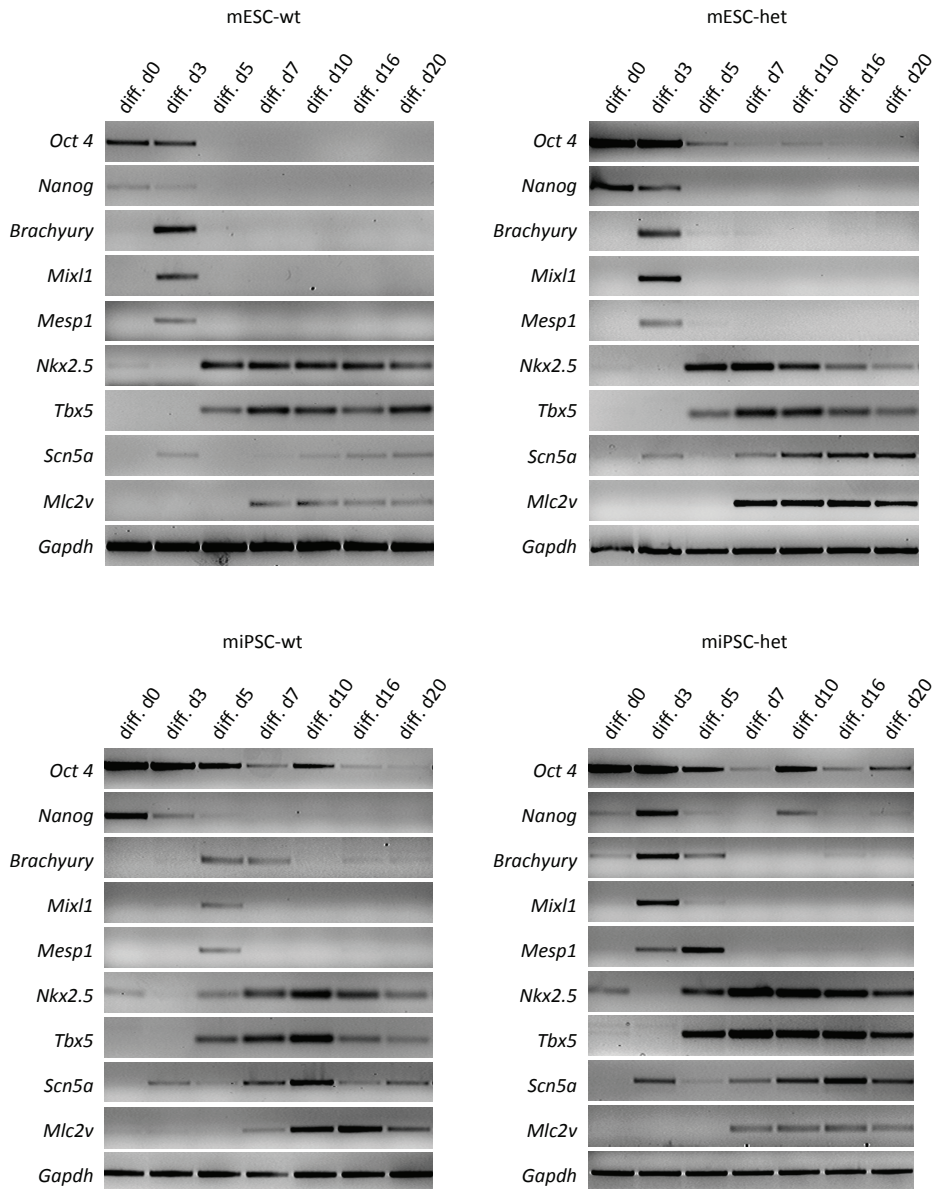 mESC-wt
diff. d0 diff. d3 diff. d5 diff. d7 diff. d10 diff. d16 diff. d20
Oct 4
Nanog
Brachyury
Mixl1
Mesp1
Nkx2.5
Tbx5
Scn5a
Mlc2v
Gapdh
mESC-het
diff. d0 diff. d3 diff. d5 diff. d7 diff. d10 diff. d16 diff. d20
Oct 4
Nanog
Brachyury
Mixl1
Mesp1
Nkx2.5
Tbx5
Scn5a
Mlc2v
Gapdh
miPSC-wt
diff. d0 diff. d3 diff. d5 diff. d7 diff. d10 diff. d16 diff. d20
Oct 4
Nanog
Brachyury
Mixl1
Mesp1
Nkx2.5
Tbx5
Scn5a
Mlc2v
Gapdh
miPSC-het
diff. d0 diff. d3 diff. d5 diff. d7 diff. d10 diff. d16 diff. d20
Oct 4
Nanog
Brachyury
Mixl1
Mesp1
Nkx2.5
Tbx5
Scn5a
Mlc2v
Gapdh